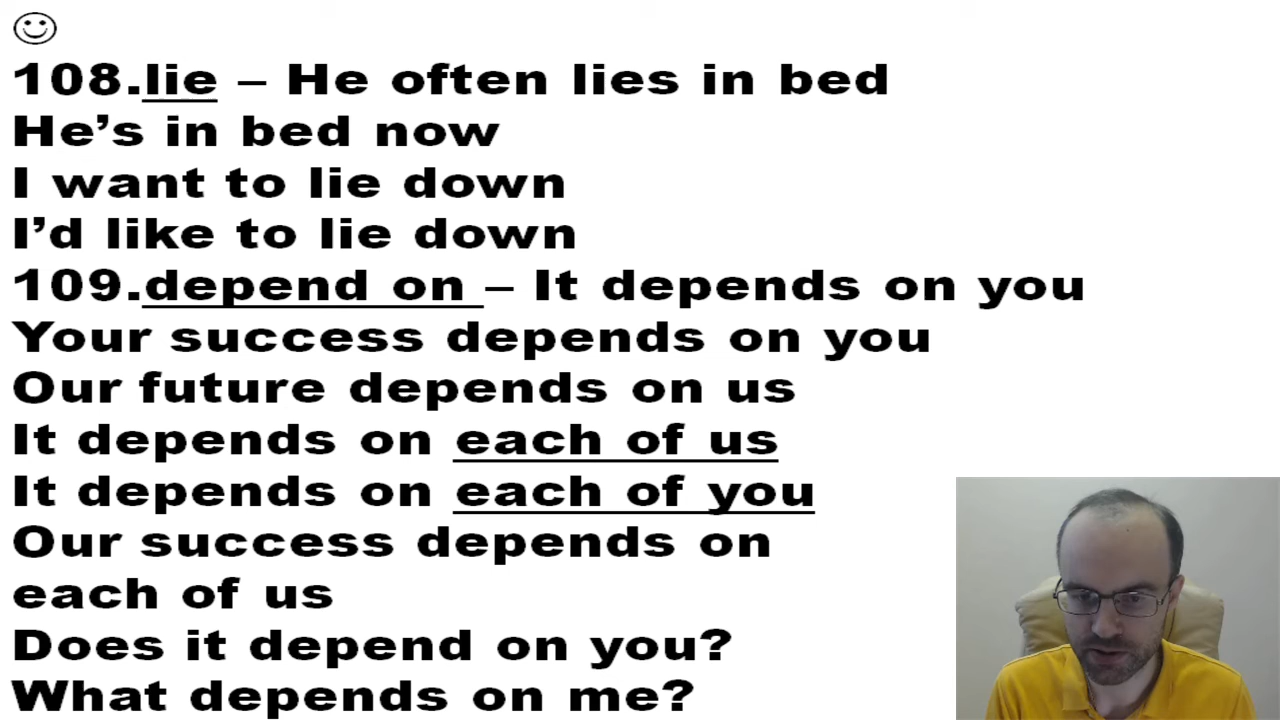 108.lie – He often lies in bed
He’s in bed now
I want to lie down
I’d like to lie down
109.depend on – It depends on you
Your success depends on you
Our future depends on us
It depends on each of us
It depends on each of you
Our success depends on
each of us
Does it depend on you?
What depends on me?